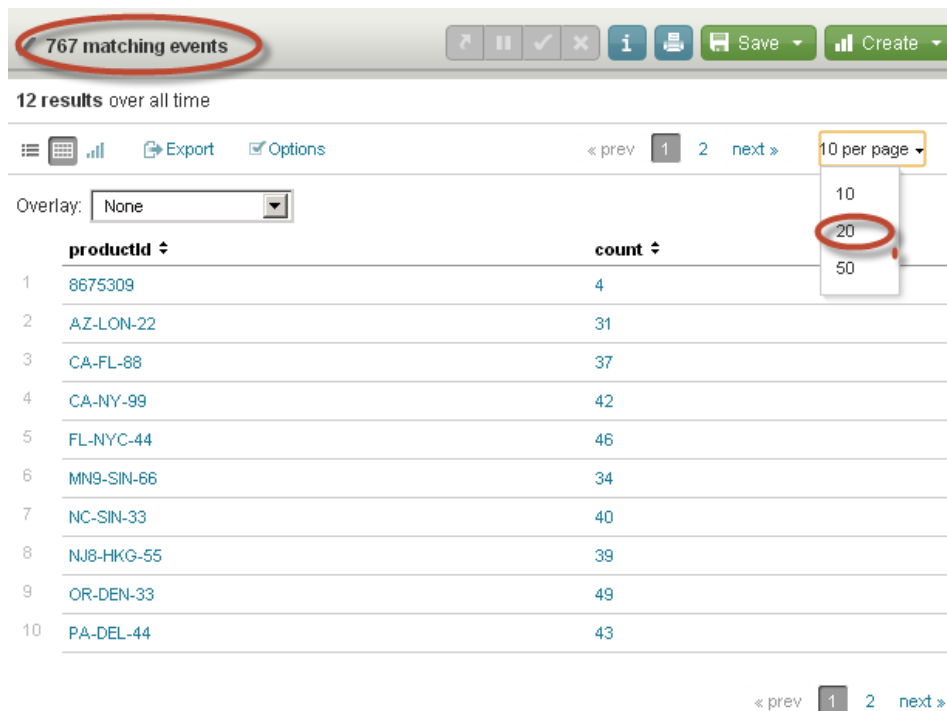 767 matching events i Save Create
12 results over all time
Export Options « prev 1 2 next » 10 per page
10
20
50
Overlay: None
productId count
1 8675309 4
2 AZ-LON-22 31
3 CA-FL-88 37
4 CA-NY-99 42
5 FL-NYC-44 46
6 MN9-SIN-66 34
7 NC-SIN-33 40
8 NJ8-HKG-55 39
9 OR-DEN-33 49
10 PA-DEL-44 43
« prev 1 2 next »